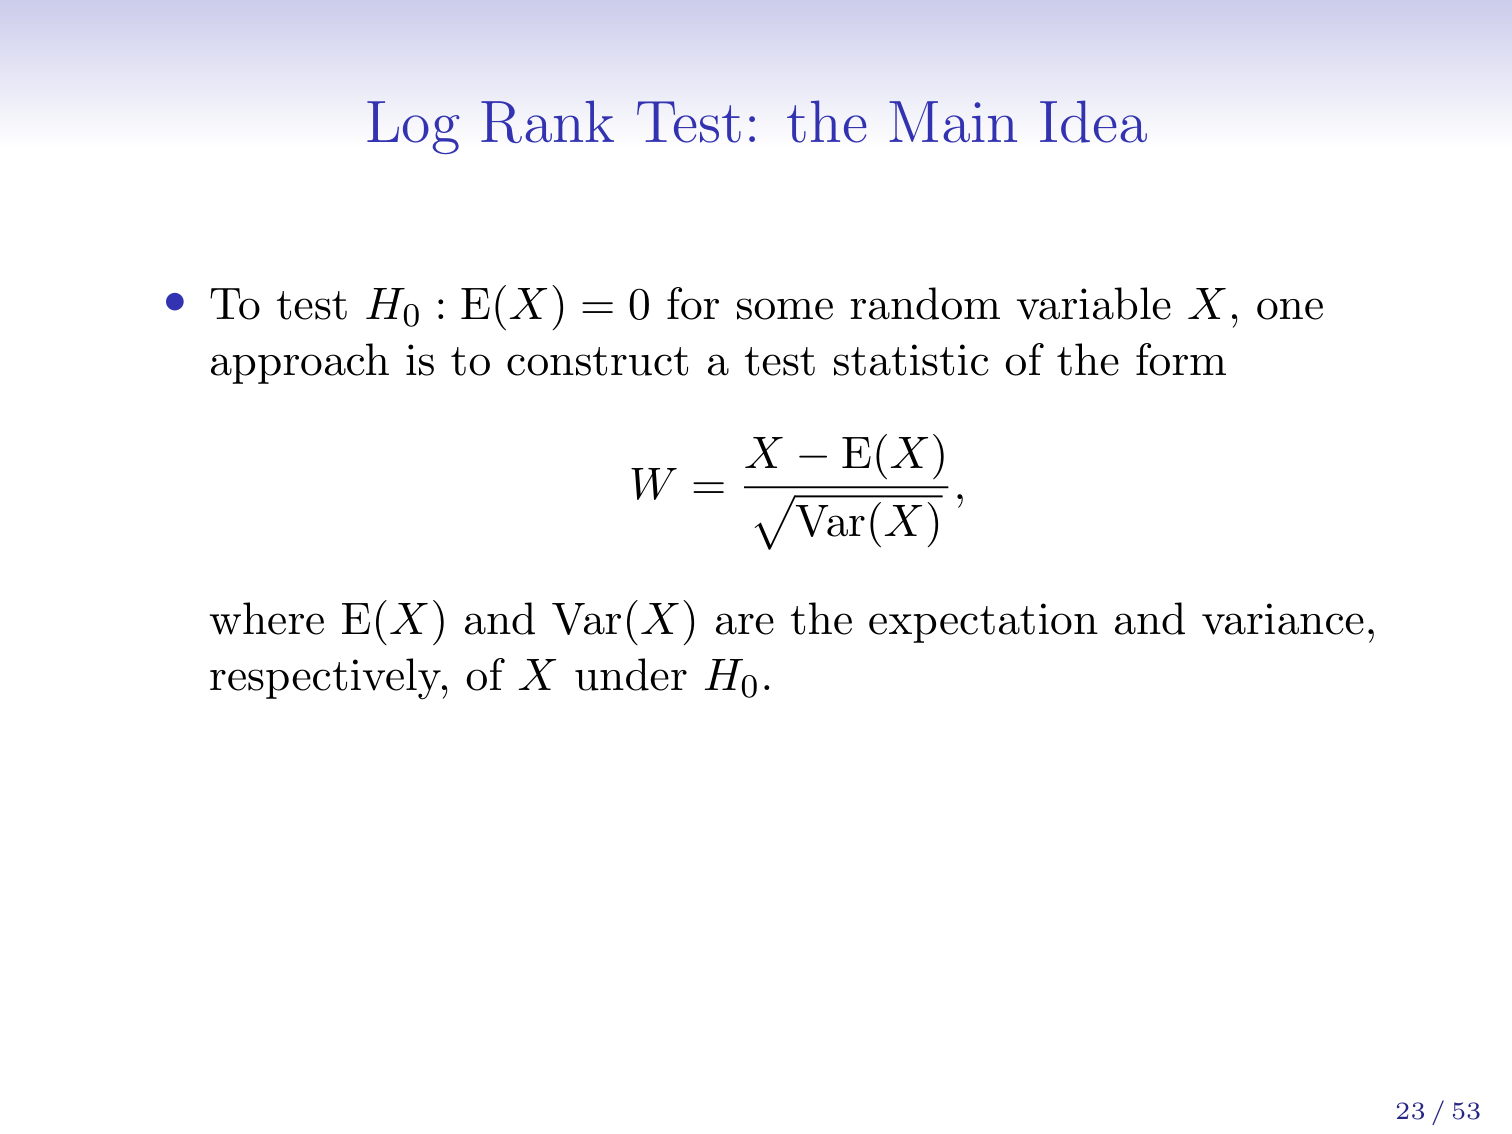 Log Rank Test: the Main Idea
• To test H₀ : E(X) = 0 for some random variable X, one
approach is to construct a test statistic of the form
W = (X − E(X)) / √Var(X),
where E(X) and Var(X) are the expectation and variance,
respectively, of X under H₀.
23 / 53